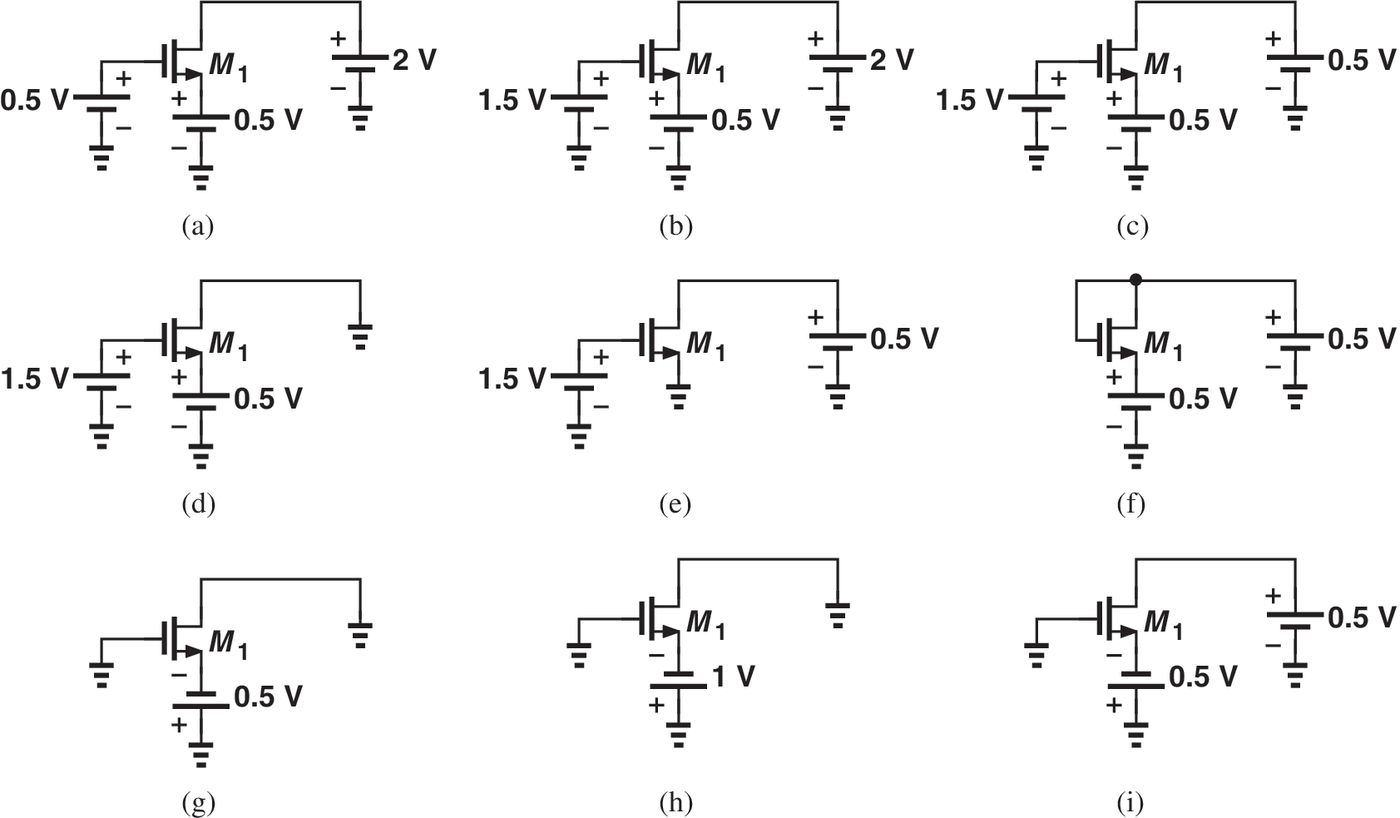 + 2 V
M1
0.5 V + + −
− 0.5 V
−
(a)
+ 2 V
M1
1.5 V + + −
− 0.5 V
−
(b)
+ 0.5 V
M1
1.5 V + + −
− 0.5 V
−
(c)
M1
1.5 V + +
− 0.5 V
−
(d)
+ 0.5 V
M1
1.5 V + −
−
(e)
+ 0.5 V
M1
+ −
0.5 V
−
(f)
M1
−
0.5 V
+
(g)
M1
−
1 V
+
(h)
+ 0.5 V
M1
− −
0.5 V
+
(i)